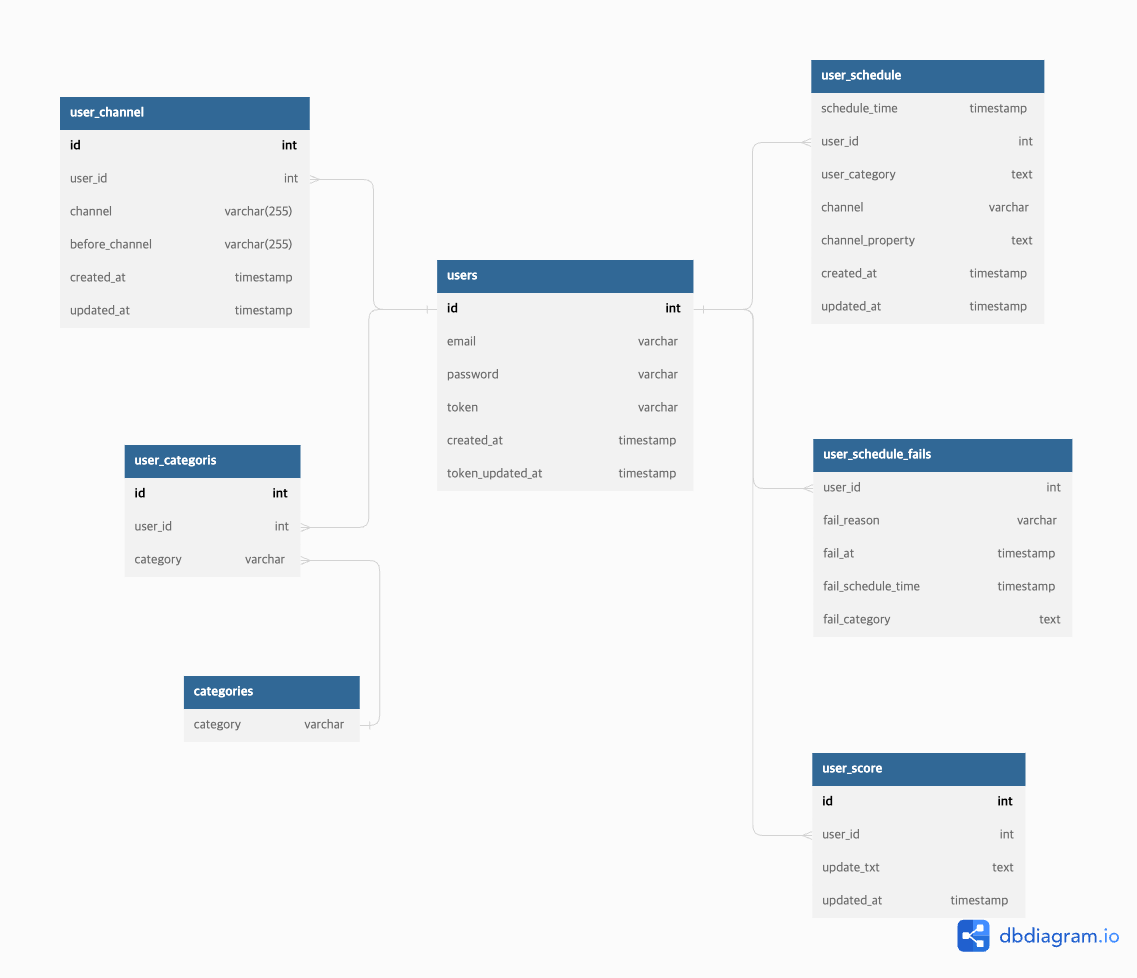 user_channel
id int
user_id int
channel varchar(255)
before_channel varchar(255)
created_at timestamp
updated_at timestamp
user_categoris
id int
user_id int
category varchar
categories
category varchar
users
id int
email varchar
password varchar
token varchar
created_at timestamp
token_updated_at timestamp
user_schedule
schedule_time timestamp
user_id int
user_category text
channel varchar
channel_property text
created_at timestamp
updated_at timestamp
user_schedule_fails
user_id int
fail_reason varchar
fail_at timestamp
fail_schedule_time timestamp
fail_category text
user_score
id int
user_id int
update_txt text
updated_at timestamp
dbdiagram.io